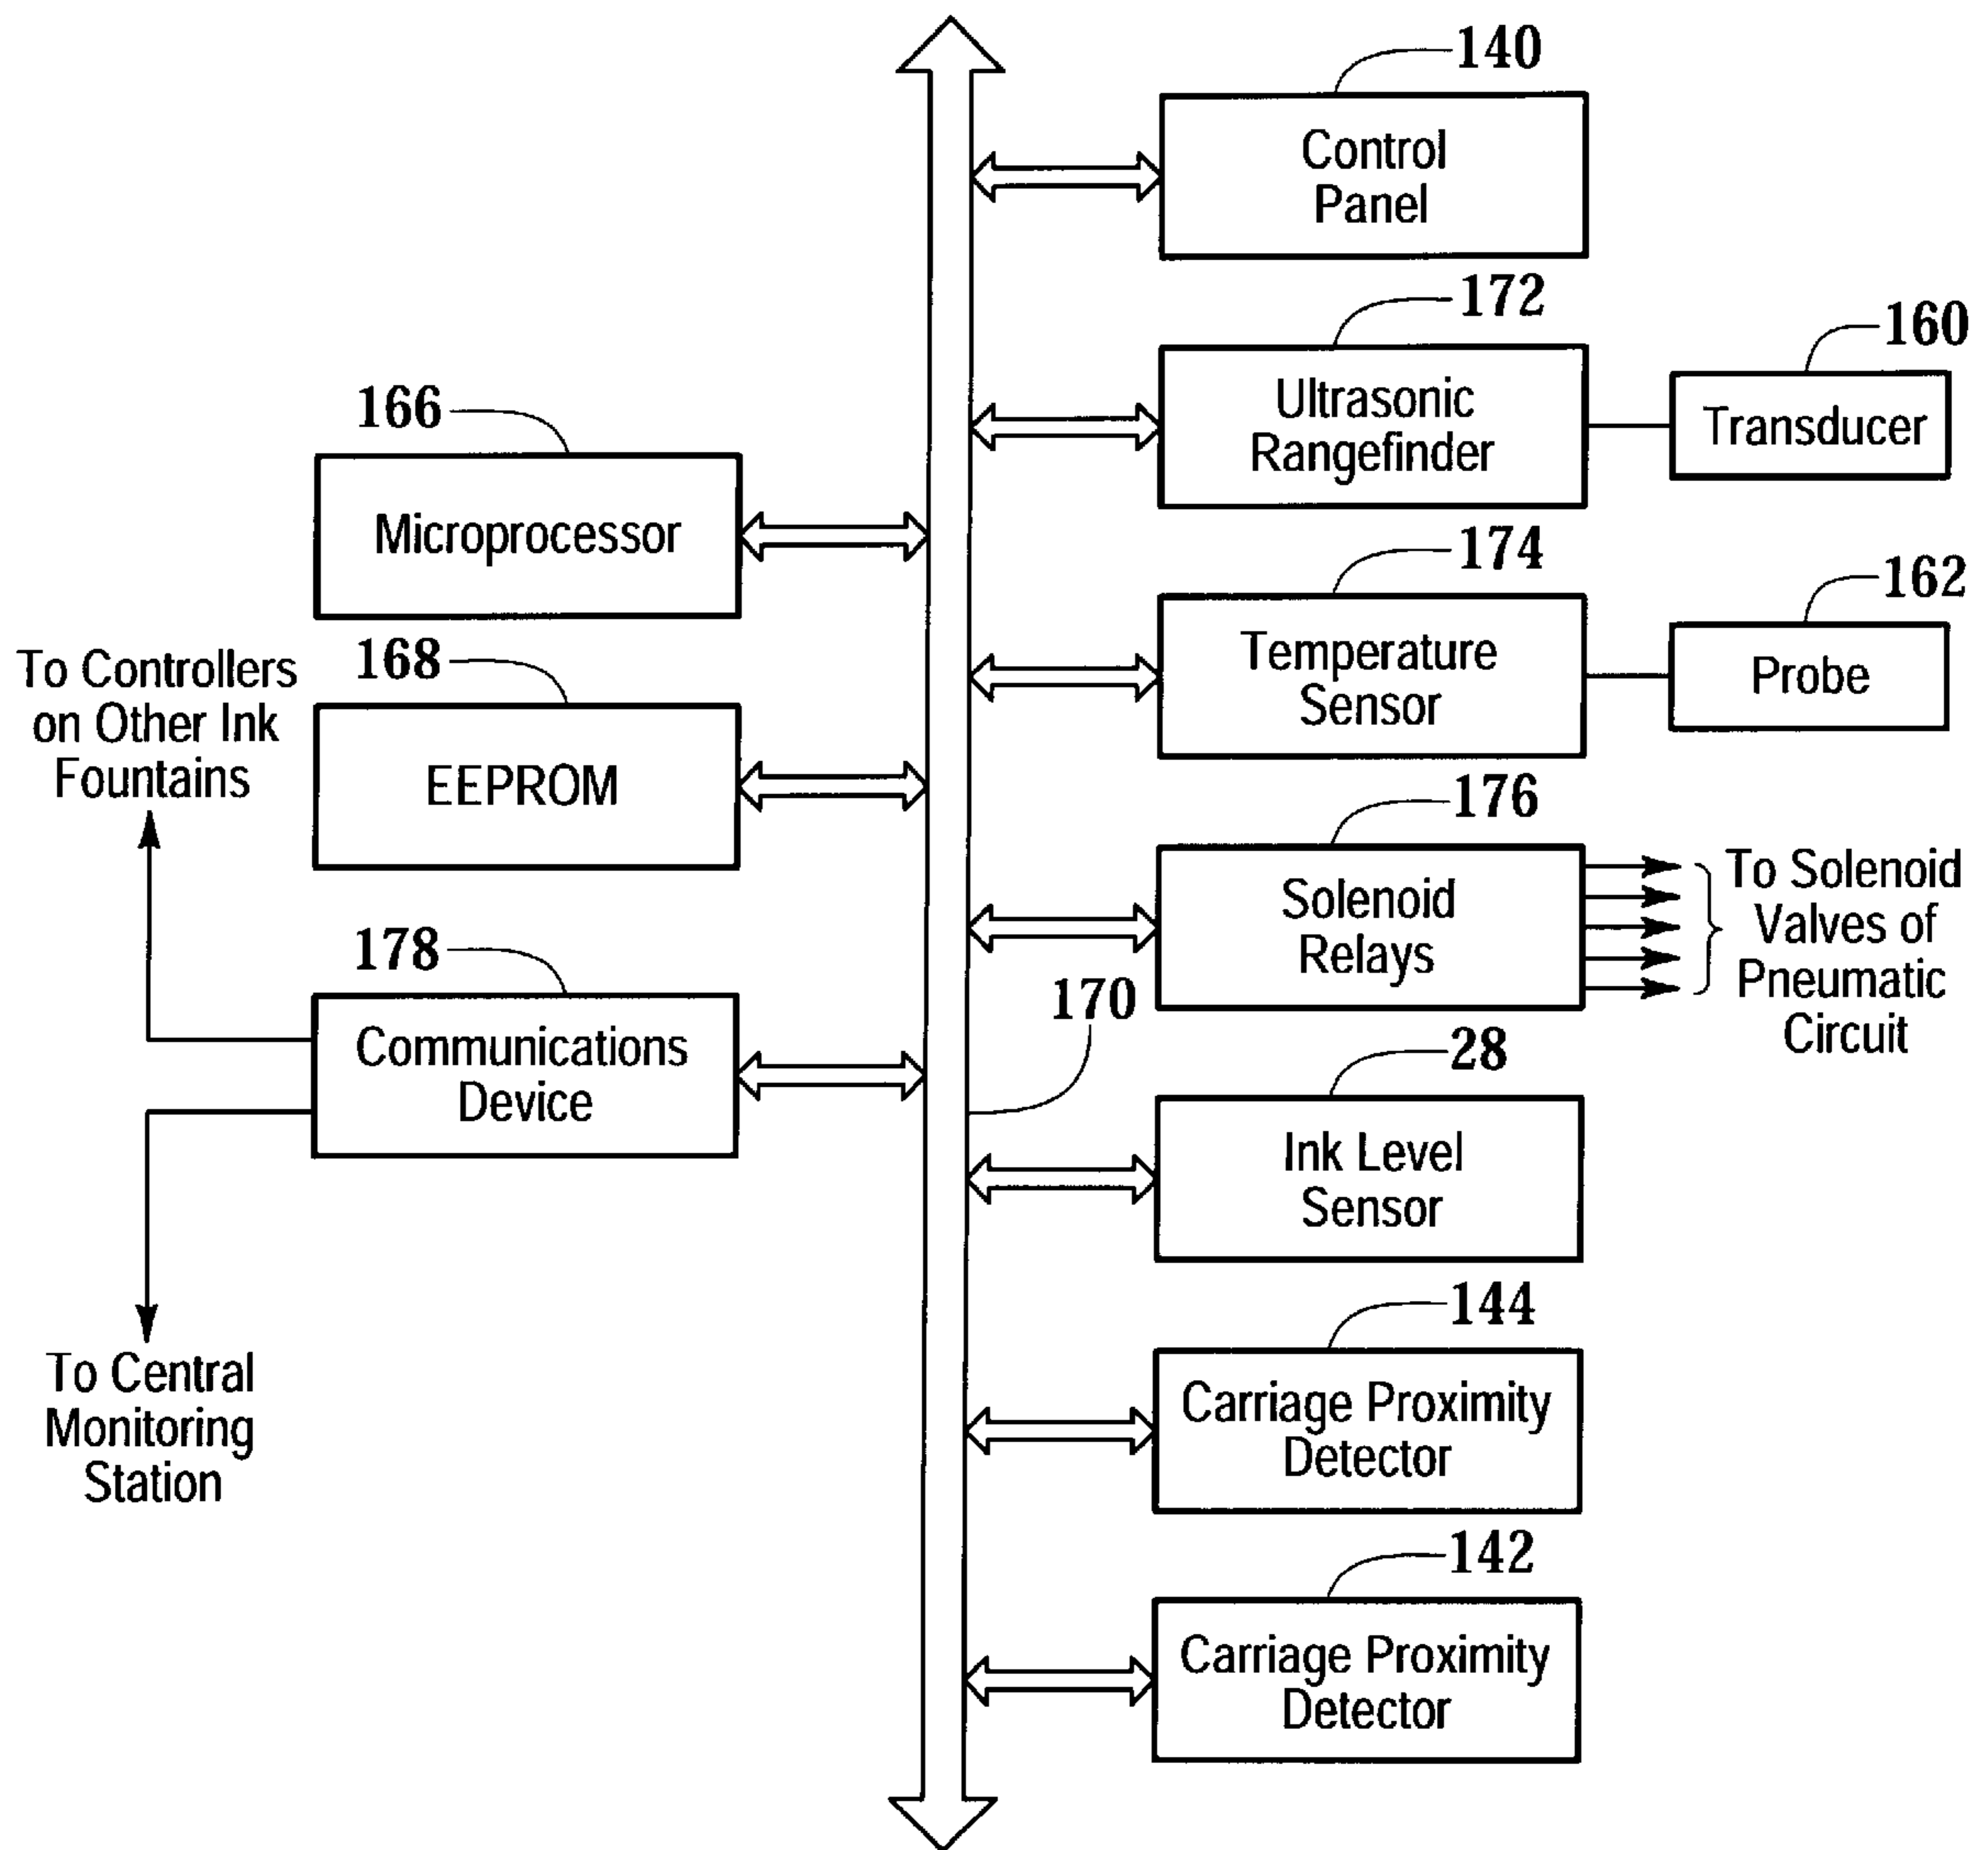 140
Control
Panel
172
Ultrasonic
Rangefinder
160
Transducer
166
Microprocessor
174
Temperature
Sensor
162
Probe
To Controllers
on Other Ink
Fountains
168
EEPROM
176
Solenoid
Relays
To Solenoid
Valves of
Pneumatic
Circuit
178
Communications
Device
170
28
Ink Level
Sensor
To Central
Monitoring
Station
144
Carriage Proximity
Detector
142
Carriage Proximity
Detector